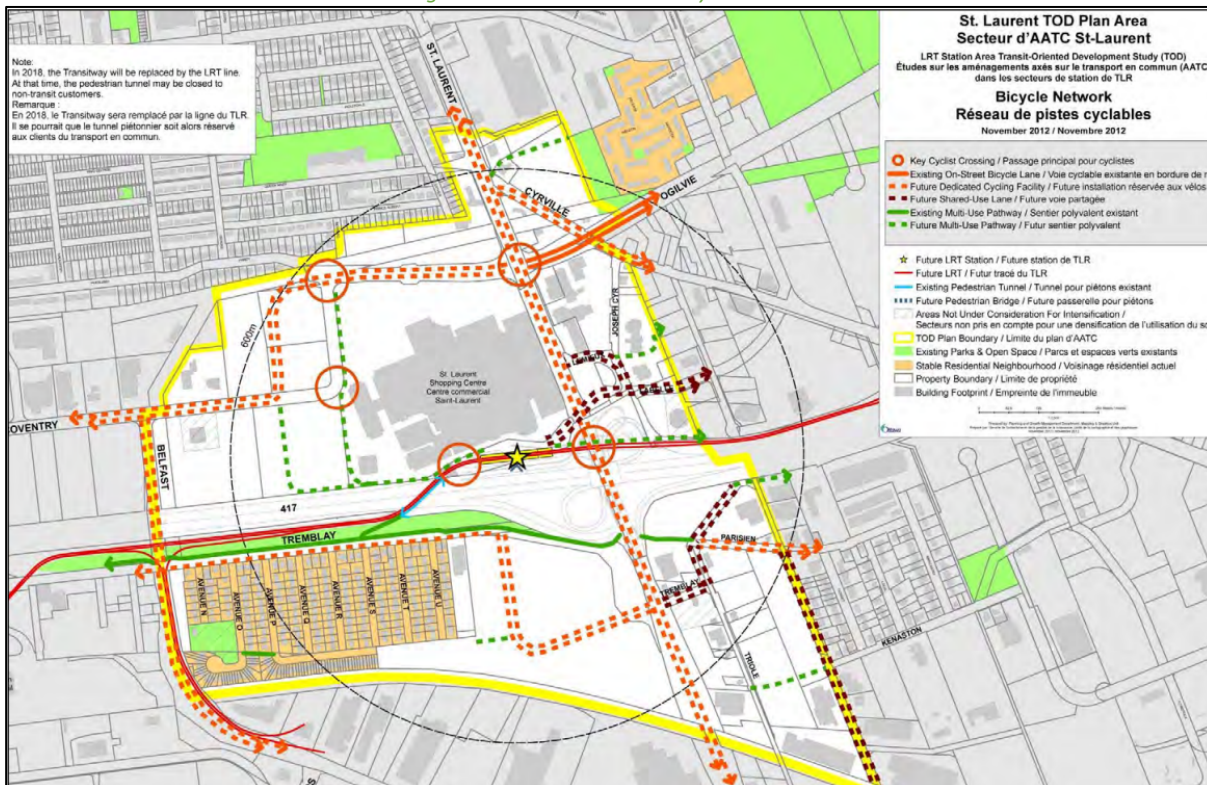 Note:
In 2018, the Transitway will be replaced by the LRT line.
At that time, the pedestrian tunnel may be closed to
non-transit customers.
Remarque :
En 2018, le Transitway sera remplacé par la ligne du TLR.
Il se pourrait que le tunnel piétonnier soit alors réservé
aux clients du transport en commun.
St. Laurent TOD Plan Area
Secteur d'AATC St-Laurent
LRT Station Area Transit-Oriented Development Study (TOD)
Études sur les aménagements axés sur le transport en commun (AATC
dans les secteurs de station de TLR
Bicycle Network
Réseau de pistes cyclables
November 2012 / Novembre 2012
Key Cyclist Crossing / Passage principal pour cyclistes
Existing On-Street Bicycle Lane / Voie cyclable existante en bordure de r
Future Dedicated Cycling Facility / Future installation réservée aux vélos
Future Shared-Use Lane / Future voie partagée
Existing Multi-Use Pathway / Sentier polyvalent existant
Future Multi-Use Pathway / Futur sentier polyvalent
Future LRT Station / Future station de TLR
Future LRT / Futur tracé du TLR
Existing Pedestrian Tunnel / Tunnel pour piétons existant
Future Pedestrian Bridge / Future passerelle pour piétons
Areas Not Under Consideration For Intensification /
Secteurs non pris en compte pour une densification de l'utilisation du so
TOD Plan Boundary / Limite du plan d'AATC
Existing Parks & Open Space / Parcs et espaces verts existants
Stable Residential Neighbourhood / Voisinage résidentiel actuel
Property Boundary / Limite de propriété
Building Footprint / Empreinte de l'immeuble
ST. LAURENT
CYRVILLE
OGILVIE
JOSEPH CYR
600m
St. Laurent
Shopping Centre
Centre commercial
Saint-Laurent
OVENTRY
BELFAST
417
TREMBLAY
AVENUE N
AVENUE O
AVENUE P
AVENUE Q
AVENUE R
AVENUE S
AVENUE T
AVENUE U
PARISIEN
TREMBLAY
TRIOLE
KENASTON